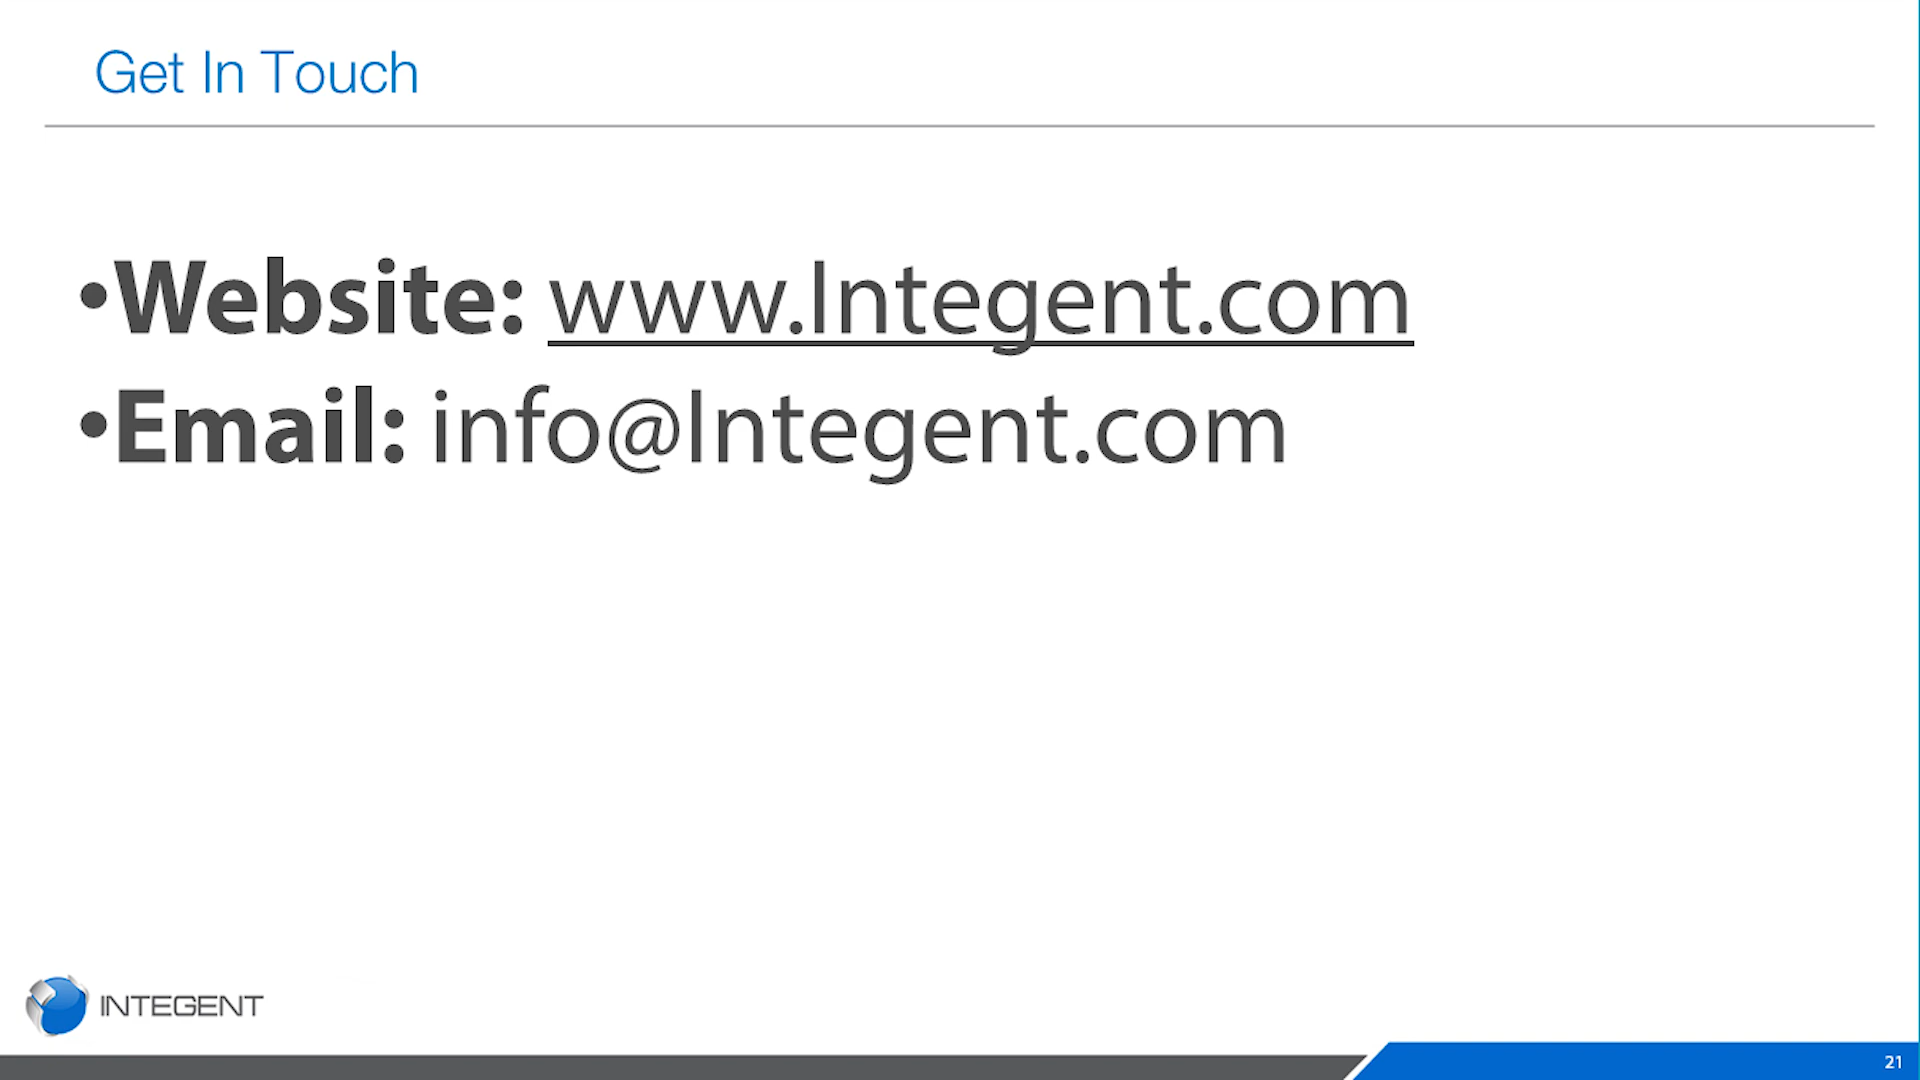 Get In Touch
•Website: www.Integent.com
•Email: info@Integent.com
INTEGENT
21